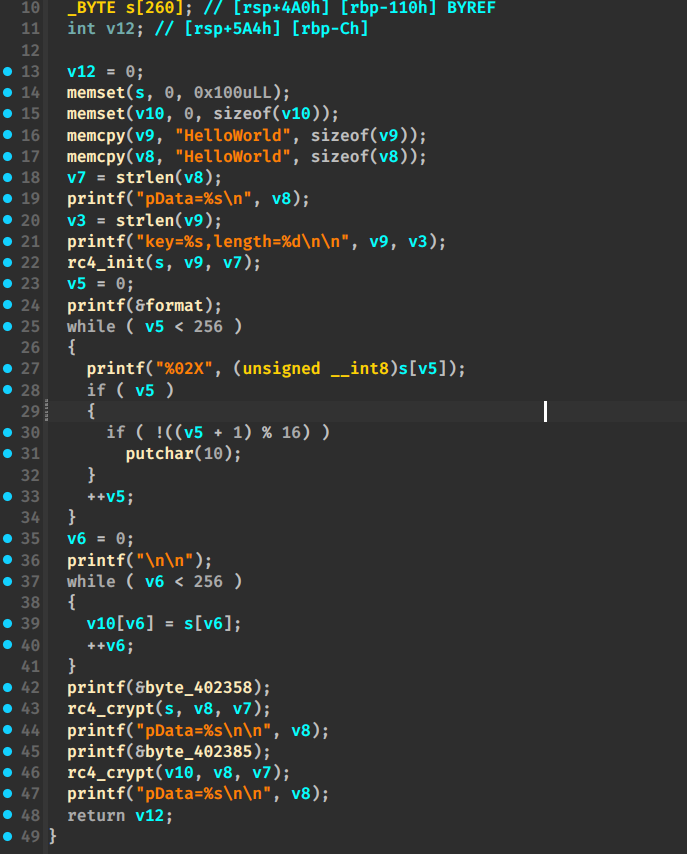 10 _BYTE s[260]; // [rsp+4A0h] [rbp-110h] BYREF
11 int v12; // [rsp+5A4h] [rbp-Ch]
12
13 v12 = 0;
14 memset(s, 0, 0x100uLL);
15 memset(v10, 0, sizeof(v10));
16 memcpy(v9, "HelloWorld", sizeof(v9));
17 memcpy(v8, "HelloWorld", sizeof(v8));
18 v7 = strlen(v8);
19 printf("pData=%s\n", v8);
20 v3 = strlen(v9);
21 printf("key=%s,length=%d\n\n", v9, v3);
22 rc4_init(s, v9, v7);
23 v5 = 0;
24 printf(&format);
25 while ( v5 < 256 )
26 {
27 printf("%02X", (unsigned __int8)s[v5]);
28 if ( v5 )
29 {
30 if ( !((v5 + 1) % 16) )
31 putchar(10);
32 }
33 ++v5;
34 }
35 v6 = 0;
36 printf("\n\n");
37 while ( v6 < 256 )
38 {
39 v10[v6] = s[v6];
40 ++v6;
41 }
42 printf(&byte_402358);
43 rc4_crypt(s, v8, v7);
44 printf("pData=%s\n\n", v8);
45 printf(&byte_402385);
46 rc4_crypt(v10, v8, v7);
47 printf("pData=%s\n\n", v8);
48 return v12;
49 }